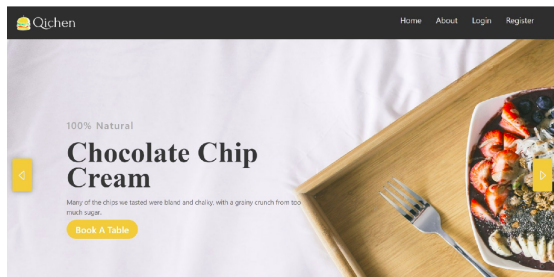 Qichen
Home About Login Register
100% Natural
Chocolate Chip
Cream
Many of the chips we tasted were bland and chalky, with a grainy crunch from too
much sugar.
Book A Table